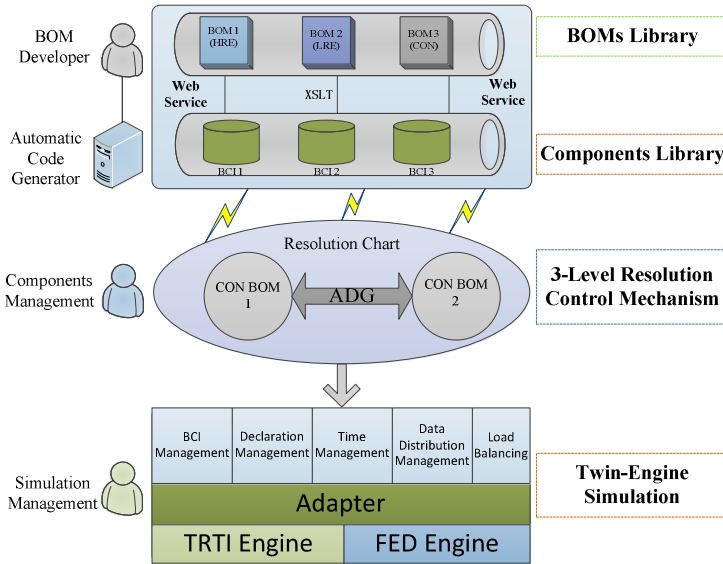 BOM
Developer
BOM 1
(HRE)
BOM 2
(LRE)
BOM 3
(CON)
BOMs Library
Web
Service
XSLT
Web
Service
Automatic
Code
Generator
BCI1
BCI2
BCI3
Components Library
Resolution Chart
Components
Management
CON BOM
1
ADG
CON BOM
2
3-Level Resolution
Control Mechanism
BCI
Management
Declaration
Management
Time
Management
Data
Distribution
Management
Load
Balancing
Simulation
Management
Adapter
TRTI Engine
FED Engine
Twin-Engine
Simulation